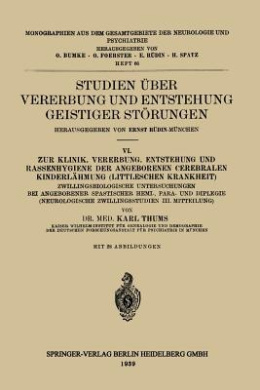 MONOGRAPHIEN AUS DEM GESAMTGEBIETE DER NEUROLOGIE UND
PSYCHIATRIE
HERAUSGEGEBEN VON
O. BUMKE · O. FOERSTER · E. RÜDIN · H. SPATZ
HEFT
STUDIEN ÜBER
VERERBUNG UND ENTSTEHUNG
GEISTIGER STÖRUNGEN
HERAUSGEGEBEN VON ERNST RÜDIN-MÜNCHEN
VI.
ZUR KLINIK, VERERBUNG, ENTSTEHUNG UND
RASSENHYGIENE DER ANGEBORENEN CEREBRALEN
KINDERLÄHMUNG (LITTLESCHEN KRANKHEIT)
ZWILLINGSBIOLOGISCHE UNTERSUCHUNGEN
BEI ANGEBORENER SPASTISCHER HEMI-, PARA- UND DIPLEGIE
(NEUROLOGISCHE ZWILLINGSSTUDIEN III. MITTEILUNG)
VON
DR. MED. KARL THUMS
KAISER WILHELM-INSTITUT FÜR GENEALOGIE UND DEMOGRAPHIE
DER DEUTSCHEN FORSCHUNGSANSTALT FÜR PSYCHIATRIE IN MÜNCHEN
MIT ABBILDUNGEN
SPRINGER-VERLAG BERLIN HEIDELBERG GMBH
1939